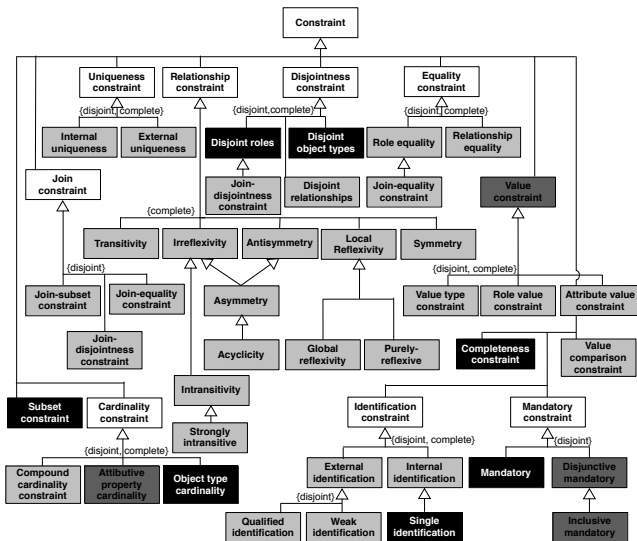 Constraint
Uniqueness
constraint
Relationship
constraint
Disjointness
constraint
Equality
constraint
{disjoint, complete}
{disjoint,complete}
{disjoint, complete}
Internal
uniqueness
External
uniqueness
Disjoint roles
Disjoint
object types
Role equality
Relationship
equality
Join
constraint
Join-
disjointness
constraint
Disjoint
relationships
Join-equality
constraint
Value
constraint
{complete}
Transitivity
Irreflexivity
Antisymmetry
Local
Reflexivity
Symmetry
{disjoint}
{disjoint, complete}
Join-subset
constraint
Join-equality
constraint
Asymmetry
Value type
constraint
Role value
constraint
Attribute value
constraint
Join-
disjointness
constraint
Acyclicity
Global
reflexivity
Purely-
reflexive
Completeness
constraint
Value
comparison
constraint
Intransitivity
Subset
constraint
Cardinality
constraint
Identification
constraint
Mandatory
constraint
Strongly
intransitive
{disjoint, complete}
{disjoint, complete}
{disjoint}
Compound
cardinality
constraint
Attibutive
property
cardinality
Object type
cardinality
External
identification
Internal
identification
Mandatory
Disjunctive
mandatory
{disjoint}
Qualified
identification
Weak
identification
Single
identification
Inclusive
mandatory